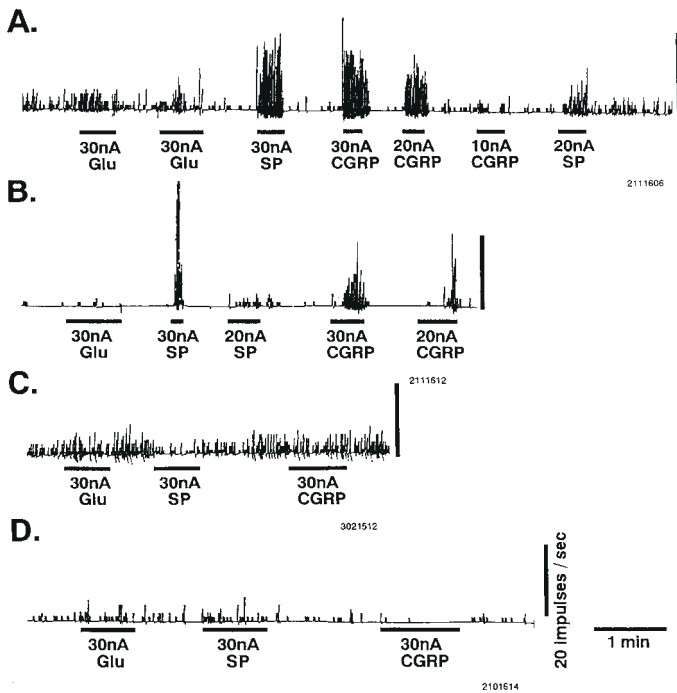 A.
30nA 30nA 30nA 30nA 20nA 10nA 20nA
Glu Glu SP CGRP CGRP CGRP SP
2111606
B.
30nA 30nA 20nA 30nA 20nA
Glu SP SP CGRP CGRP
2111612
C.
30nA 30nA 30nA
Glu SP CGRP
3021512
D.
30nA 30nA 30nA
Glu SP CGRP
20 impulses / sec
1 min
2101614